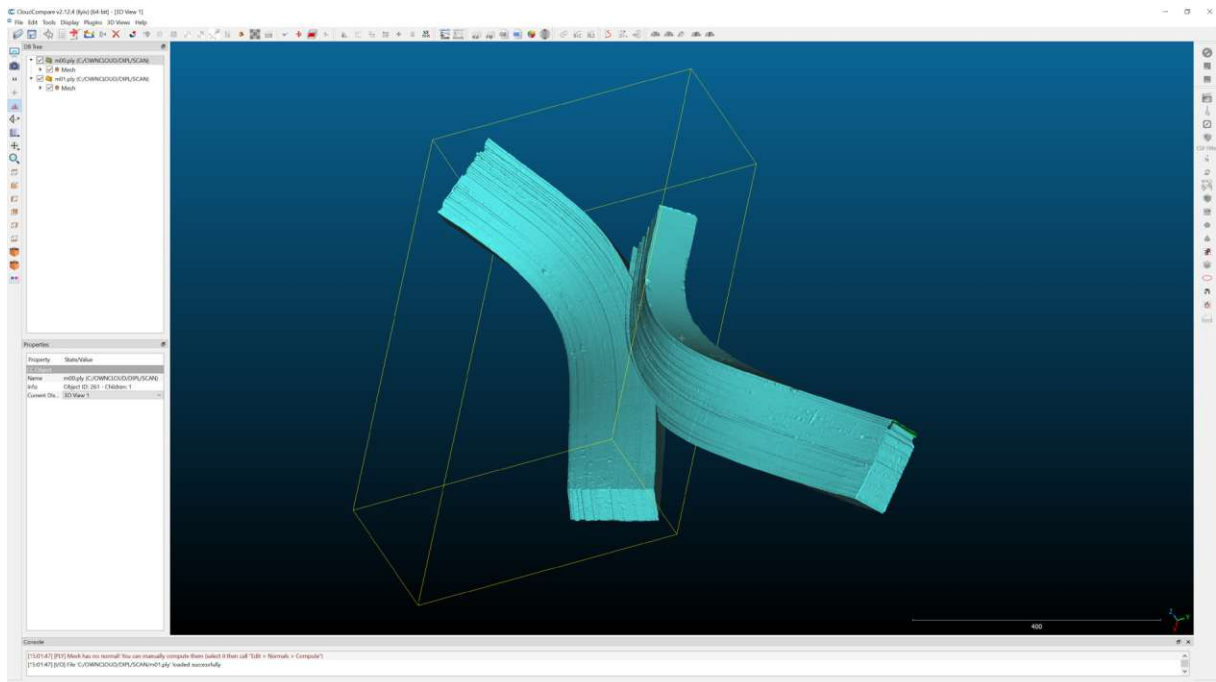 CloudCompare v2.12.4 (Kyiv) [64-bit] - [3D View 1]
File Edit Tools Display Plugins 3D Views Help
DB Tree
m00.ply (C:/OWNCLOUD/DIPL/SCAN)
Mesh
m01.ply (C:/OWNCLOUD/DIPL/SCAN)
Mesh
Properties
Property State/Value
CC Object
Name m00.ply (C:/OWNCLOUD/DIPL/SCAN)
Info Object ID: 261 - Children: 1
Current Dis... 3D View 1
400
Z
Y
Console
[15:01:47] [PLY] Mesh has no normal! You can manually compute them (select it then call "Edit > Normals > Compute")
[15:01:47] [I/O] File 'C:/OWNCLOUD/DIPL/SCAN/m01.ply' loaded successfully